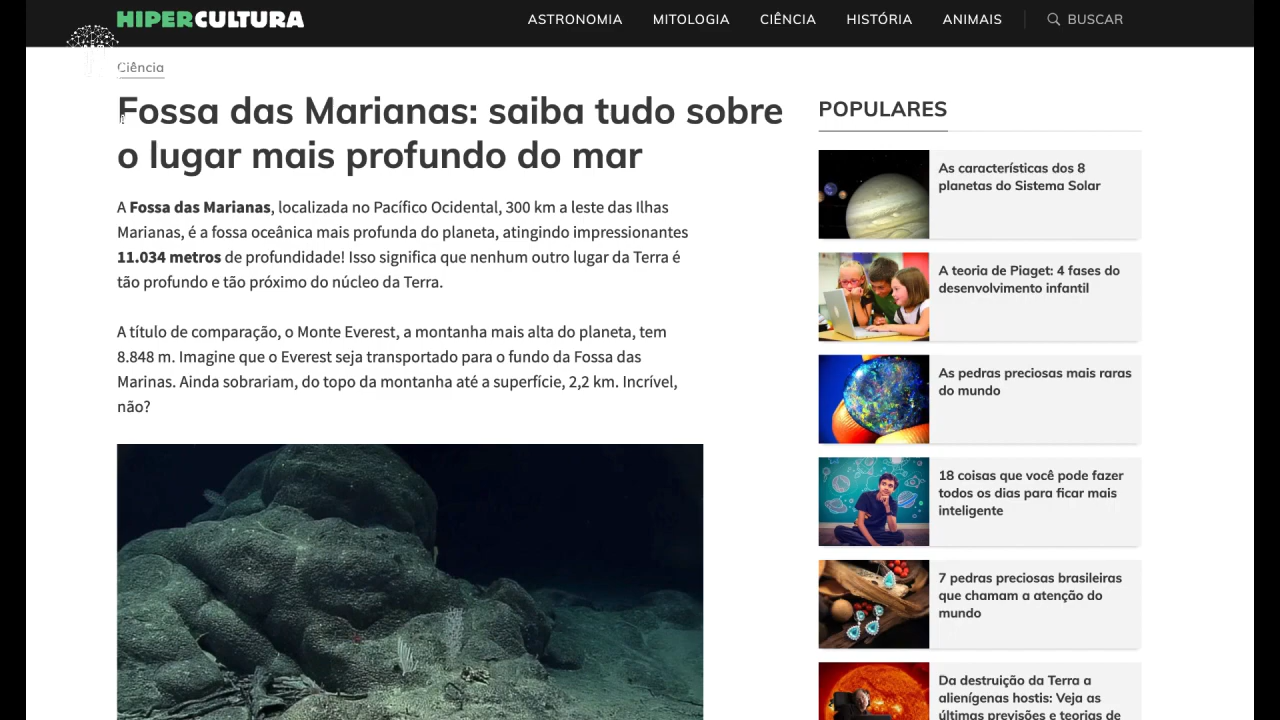 HIPERCULTURA
ASTRONOMIA MITOLOGIA CIÊNCIA HISTÓRIA ANIMAIS BUSCAR
Ciência
Fossa das Marianas: saiba tudo sobre
o lugar mais profundo do mar
A Fossa das Marianas, localizada no Pacífico Ocidental, 300 km a leste das Ilhas
Marianas, é a fossa oceânica mais profunda do planeta, atingindo impressionantes
11.034 metros de profundidade! Isso significa que nenhum outro lugar da Terra é
tão profundo e tão próximo do núcleo da Terra.
A título de comparação, o Monte Everest, a montanha mais alta do planeta, tem
8.848 m. Imagine que o Everest seja transportado para o fundo da Fossa das
Marinas. Ainda sobrariam, do topo da montanha até a superfície, 2,2 km. Incrível,
não?
POPULARES
As características dos 8
planetas do Sistema Solar
A teoria de Piaget: 4 fases do
desenvolvimento infantil
As pedras preciosas mais raras
do mundo
18 coisas que você pode fazer
todos os dias para ficar mais
inteligente
7 pedras preciosas brasileiras
que chamam a atenção do
mundo
Da destruição da Terra a
alienígenas hostis: Veja as
últimas previsões e teorias de